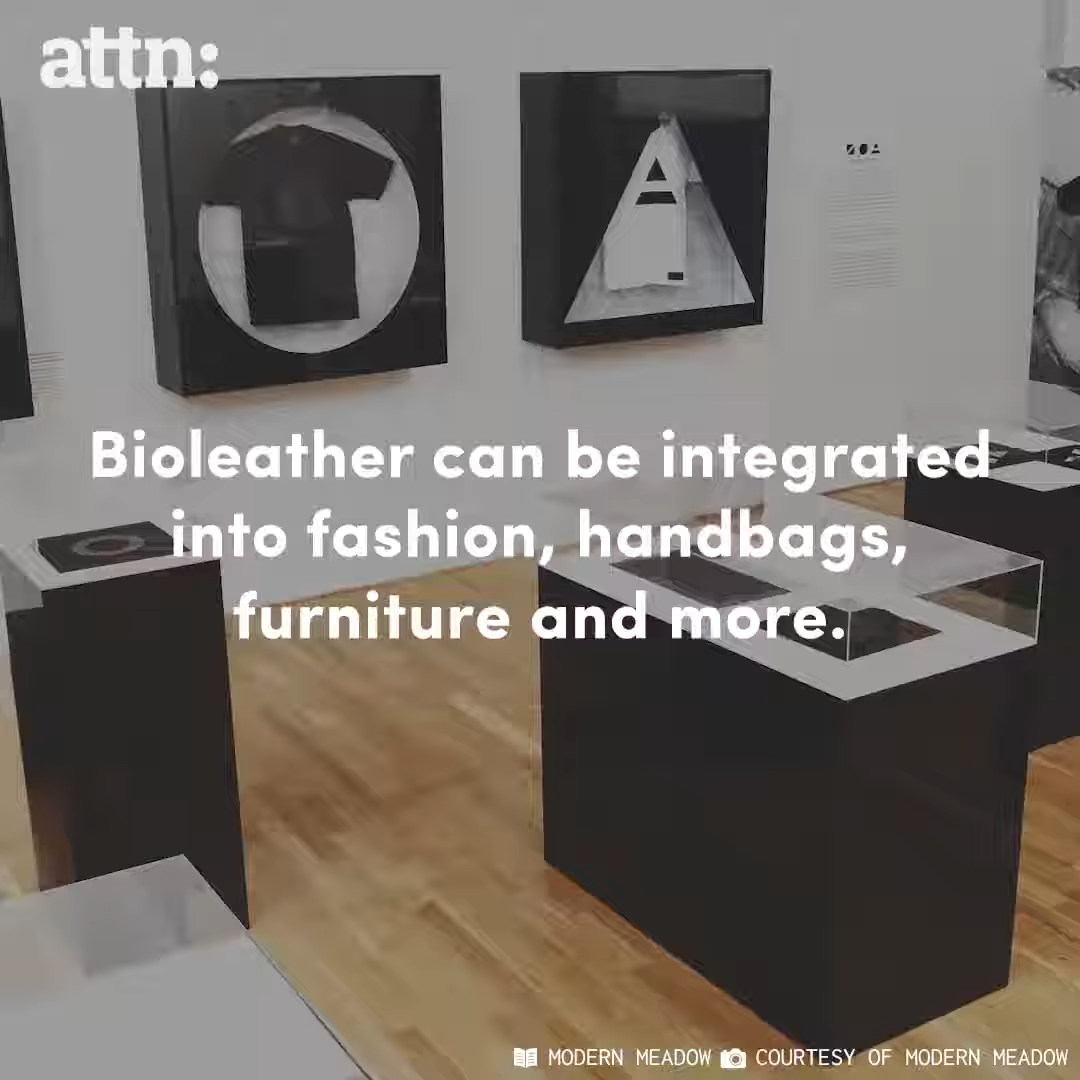 attn:
Bioleather can be integrated
into fashion, handbags,
furniture and more.
MODERN MEADOW COURTESY OF MODERN MEADOW